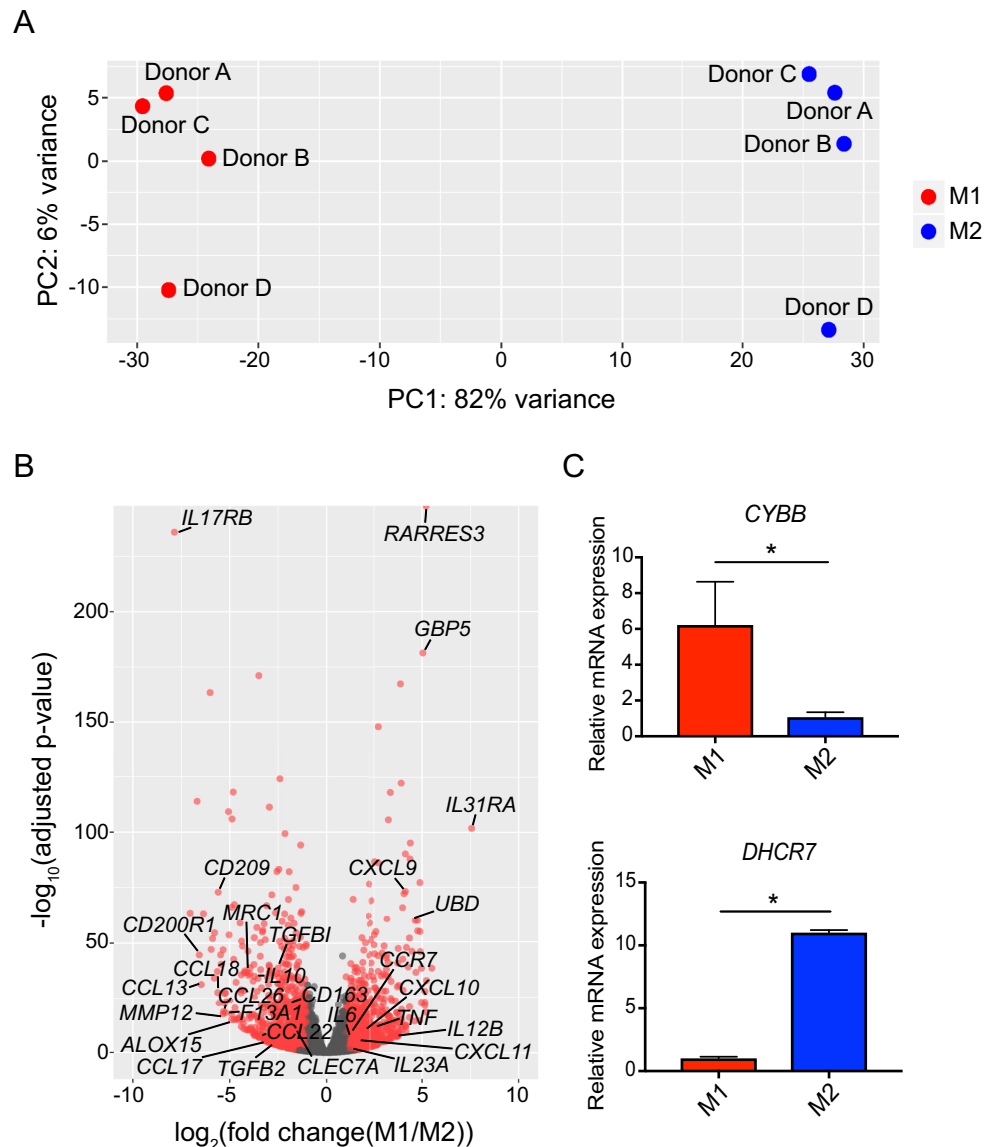 A
Donor A
Donor C
Donor B
Donor D
Donor C
Donor A
Donor B
Donor D
5
0
-5
-10
PC2: 6% variance
-30
-20
-10
0
10
20
30
PC1: 82% variance
M1
M2
B
IL17RB
RARRES3
GBP5
IL31RA
CD209
CXCL9
MRC1
UBD
CD200R1
TGFBI
CCR7
CCL18
IL10
CCL13
CCL26
CD163
CXCL10
MMP12
F13A1
IL6
TNF
CCL22
IL12B
ALOX15
CXCL11
CCL17
TGFB2
CLEC7A
IL23A
200
150
100
50
0
-log10(adjusted p-value)
-10
-5
0
5
10
log2(fold change(M1/M2))
C
CYBB
*
10
8
6
4
2
0
Relative mRNA expression
M1
M2
DHCR7
*
15
10
5
0
Relative mRNA expression
M1
M2